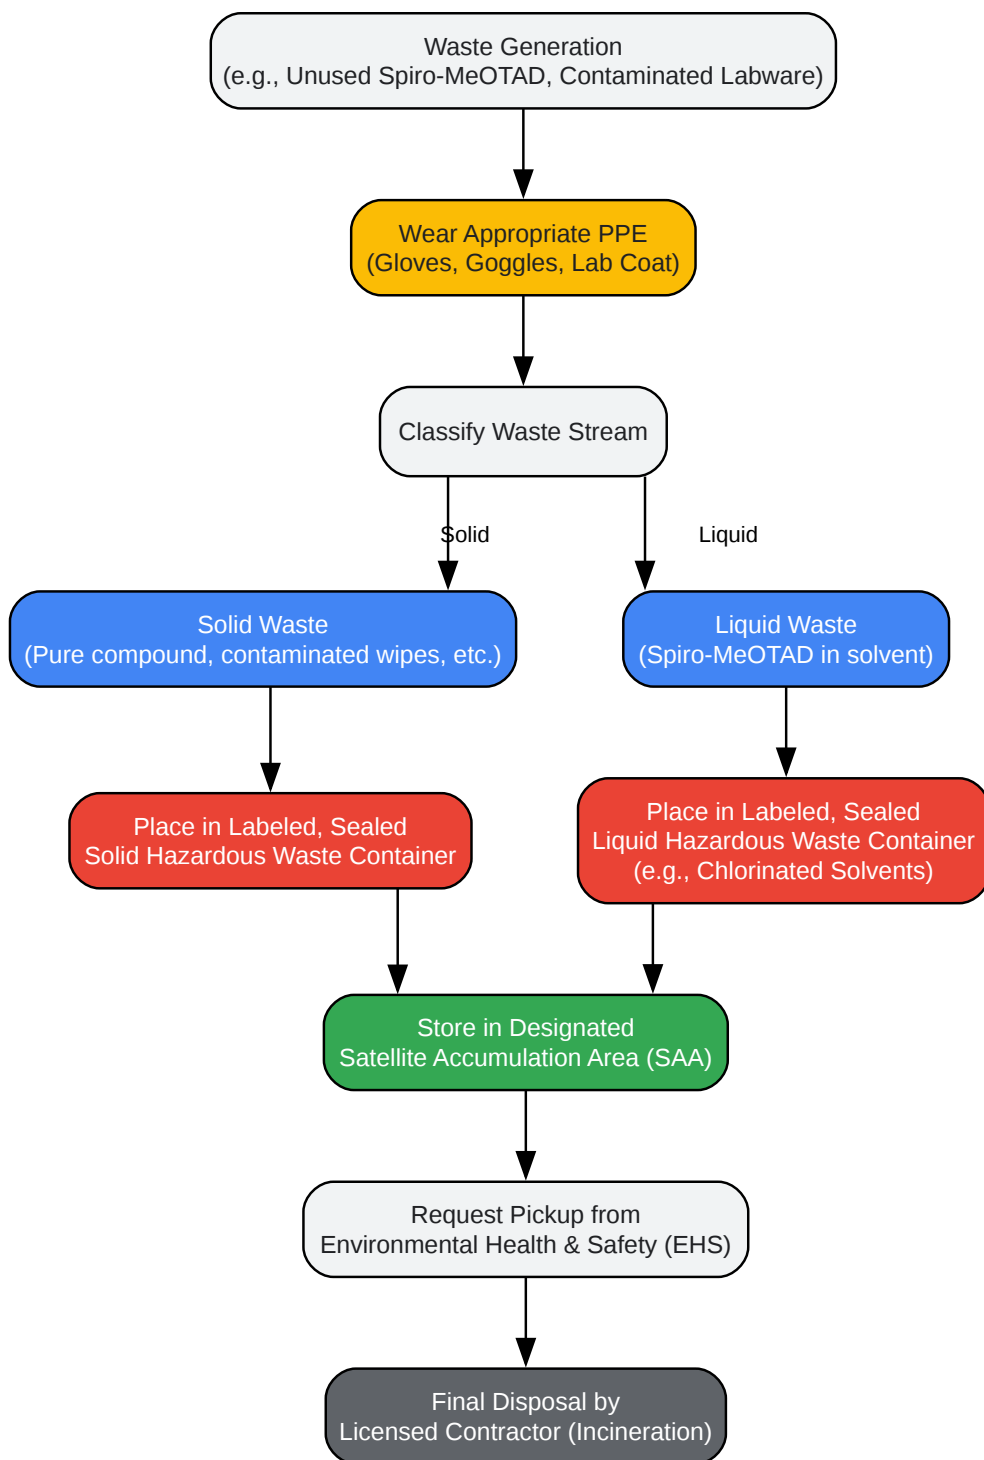 Waste Generation
(e.g., Unused Spiro-MeOTAD, Contaminated Labware)
Wear Appropriate PPE
(Gloves, Goggles, Lab Coat)
Classify Waste Stream
Solid
Liquid
Solid Waste
(Pure compound, contaminated wipes, etc.)
Liquid Waste
(Spiro-MeOTAD in solvent)
Place in Labeled, Sealed
Solid Hazardous Waste Container
Place in Labeled, Sealed
Liquid Hazardous Waste Container
(e.g., Chlorinated Solvents)
Store in Designated
Satellite Accumulation Area (SAA)
Request Pickup from
Environmental Health & Safety (EHS)
Final Disposal by
Licensed Contractor (Incineration)